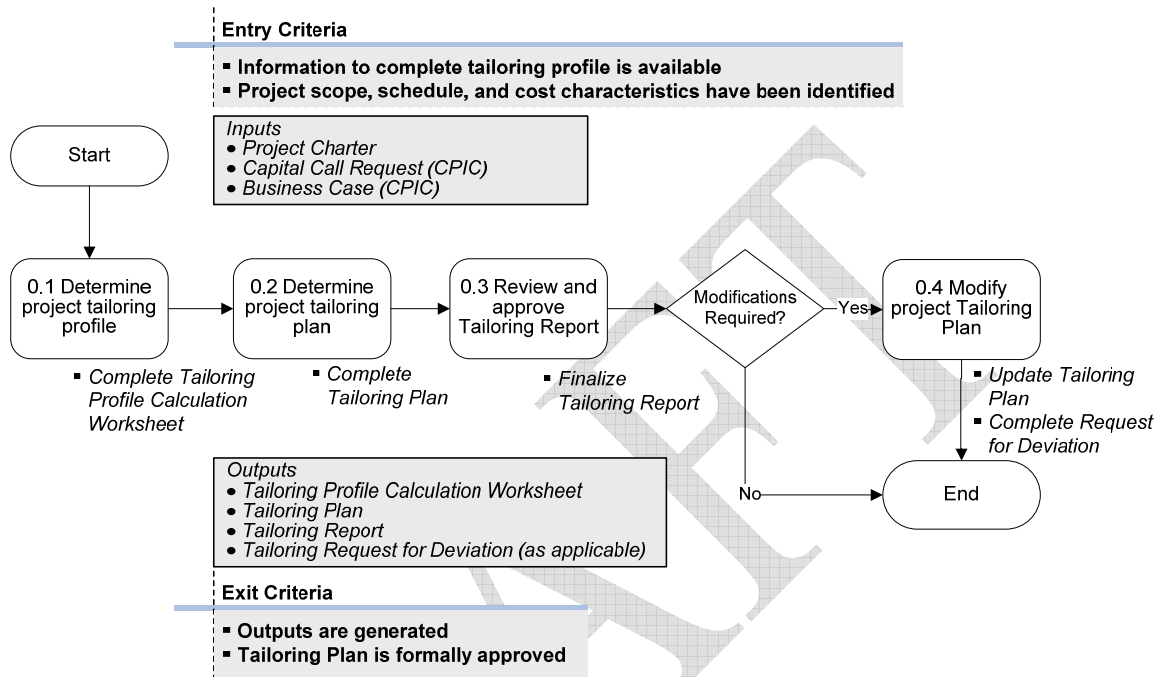 Entry Criteria
▪ Information to complete tailoring profile is available
▪ Project scope, schedule, and cost characteristics have been identified
Inputs
● Project Charter
● Capital Call Request (CPIC)
● Business Case (CPIC)
Start
0.1 Determine
project tailoring
profile
▪ Complete Tailoring
Profile Calculation
Worksheet
0.2 Determine
project tailoring
plan
▪ Complete
Tailoring Plan
0.3 Review and
approve
Tailoring Report
▪ Finalize
Tailoring Report
Modifications
Required?
Yes
0.4 Modify
project Tailoring
Plan
▪ Update Tailoring
Plan
▪ Complete Request
for Deviation
No
End
Outputs
● Tailoring Profile Calculation Worksheet
● Tailoring Plan
● Tailoring Report
● Tailoring Request for Deviation (as applicable)
Exit Criteria
▪ Outputs are generated
▪ Tailoring Plan is formally approved